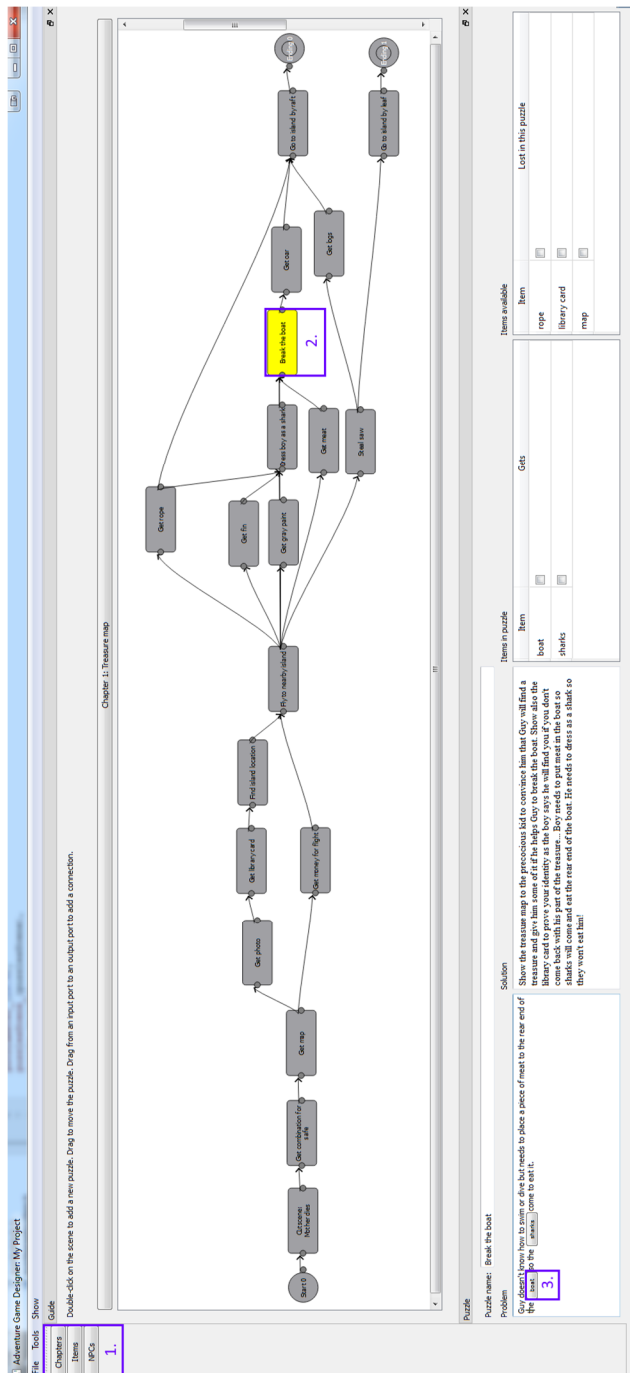 Adventure Game Designer: My Project
File Tools Show
Chapters
Items
NPCs
1.
Guide
Double-click on the scene to add a new puzzle. Drag to move the puzzle. Drag from an input port to an output port to add a connection.
Chapter 1: Treasure map
Start 0
Cutscene:
Mother dies
Get combination for
safe
Get map
Get photo
Get library card
Find island location
Get money for flight
Fly to nearby island
Get rope
Get fin
Get gray paint
Dress boy as a shark
Get meat
Steal saw
Break the boat
2.
Get oar
Get logs
Go to island by raft
Go to island by leaf
Puzzle
Puzzle name: Break the boat
Problem
Guy doesn't know how to swim or dive but needs to place a piece of meat to the rear end of
the boat so the sharks come to eat it.
3.
Solution
Show the treasure map to the precocious kid to convince him that Guy will find a
treasure and give him some of it if he helps Guy to break the boat. Show also the
library card to prove your identity as the boy says he will find you if you don't
come back with his part of the treasure... Boy needs to put meat in the boat so
sharks will come and eat the rear end of the boat. He needs to dress as a shark so
they won't eat him!
Items in puzzle
Item Gets
boat
sharks
Items available
Item Lost in this puzzle
rope
library card
map